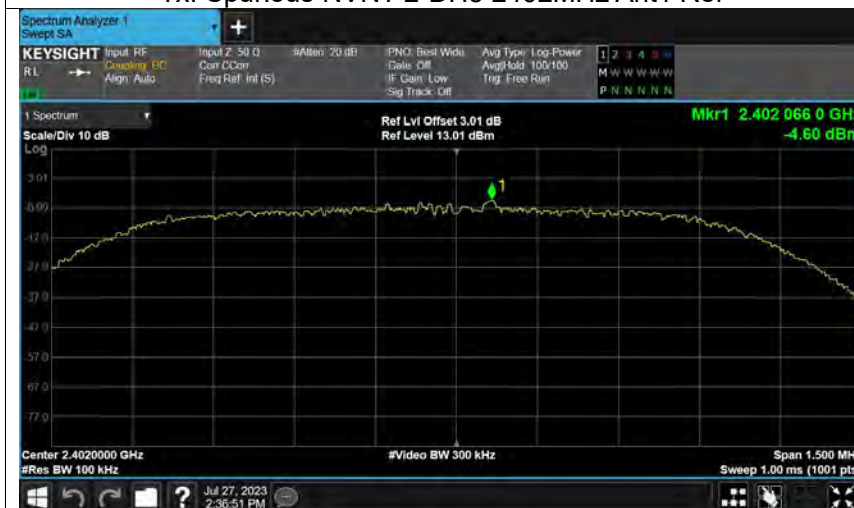 Tx. Spurious NVNT 2-DH5 2402MHz Ant1 Ref
Spectrum Analyzer 1
Swept SA
+
KEYSIGHT
RL
Input: RF
Coupling: DC
Align: Auto
Input Z: 50 Ω
Corr CCorr
Freq Ref: Int (S)
#Atten: 20 dB
PNO: Best Wide
Gate: Off
IF Gain: Low
Sig Track: Off
Avg Type: Log-Power
Avg|Hold: 100/100
Trig: Free Run
1 2 3 4 5 6
M W W W W W
P N N N N N
1 Spectrum
Scale/Div 10 dB
Log
Ref Lvl Offset 3.01 dB
Ref Level 13.01 dBm
Mkr1 2.402 066 0 GHz
-4.60 dBm
1
3.01
-6.99
-17.0
-27.0
-37.0
-47.0
-57.0
-67.0
-77.0
Center 2.4020000 GHz
#Res BW 100 kHz
#Video BW 300 kHz
Span 1.500 MH
Sweep 1.00 ms (1001 pts
?
Jul 27, 2023
2:36:51 PM